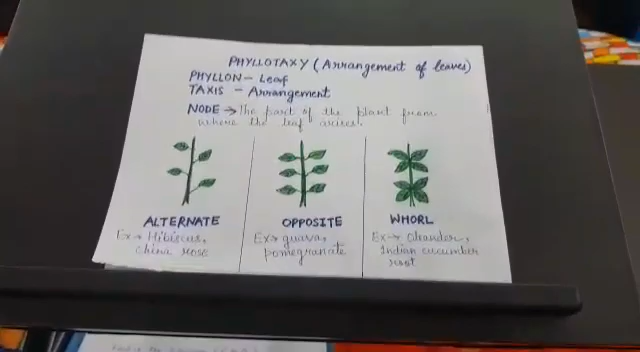 PHYLLOTAXY (Arrangement of leaves)
PHYLLON - Leaf
TAXIS - Arrangement
NODE → The part of the plant from
where the leaf arises.
ALTERNATE
Ex → Hibiscus,
China rose
OPPOSITE
Ex → guava,
pomegranate
WHORL
Ex → Oleander,
Indian cucumber
root